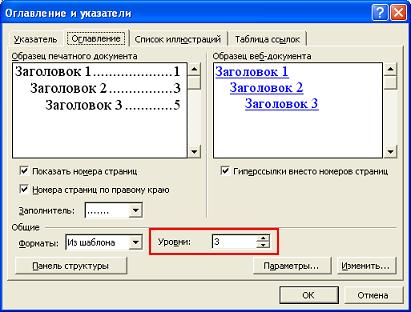 Оглавление и указатели
Указатель
Оглавление
Список иллюстраций
Таблица ссылок
Образец печатного документа
Заголовок 1..................1
Заголовок 2...............3
Заголовок 3............5
Образец веб-документа
Заголовок 1
Заголовок 2
Заголовок 3
Показать номера страниц
Номера страниц по правому краю
Заполнитель: .......
Гиперссылки вместо номеров страниц
Общие
Форматы: Из шаблона
Уровни: 3
Панель структуры
Параметры...
Изменить...
ОК
Отмена